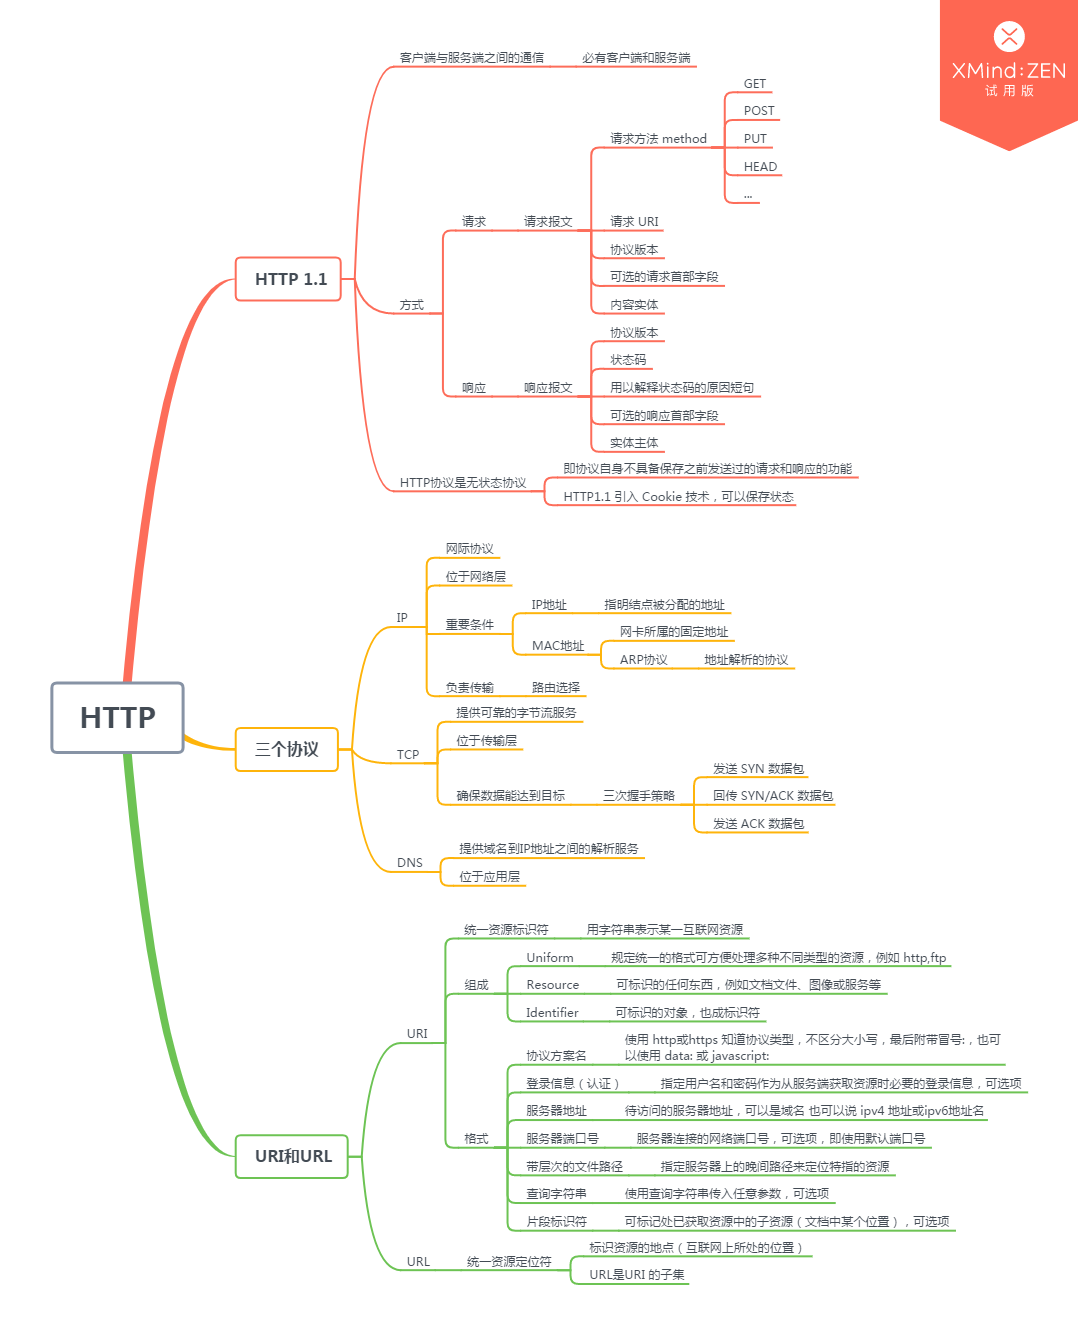 XMind:ZEN
试用版
HTTP
HTTP 1.1
客户端与服务端之间的通信
必有客户端和服务端
方式
请求
请求报文
请求方法 method
GET
POST
PUT
HEAD
...
请求 URI
协议版本
可选的请求首部字段
内容实体
响应
响应报文
协议版本
状态码
用以解释状态码的原因短句
可选的响应首部字段
实体主体
HTTP协议是无状态协议
即协议自身不具备保存之前发送过的请求和响应的功能
HTTP1.1 引入 Cookie 技术，可以保存状态
三个协议
IP
网际协议
位于网络层
重要条件
IP地址
指明结点被分配的地址
MAC地址
网卡所属的固定地址
ARP协议
地址解析的协议
负责传输
路由选择
TCP
提供可靠的字节流服务
位于传输层
确保数据能达到目标
三次握手策略
发送 SYN 数据包
回传 SYN/ACK 数据包
发送 ACK 数据包
DNS
提供域名到IP地址之间的解析服务
位于应用层
URI和URL
URI
统一资源标识符
用字符串表示某一互联网资源
组成
Uniform
规定统一的格式可方便处理多种不同类型的资源，例如 http,ftp
Resource
可标识的任何东西，例如文档文件、图像或服务等
Identifier
可标识的对象，也成标识符
格式
协议方案名
使用 http或https 知道协议类型，不区分大小写，最后附带冒号:，也可
以使用 data: 或 javascript:
登录信息（认证）
指定用户名和密码作为从服务端获取资源时必要的登录信息，可选项
服务器地址
待访问的服务器地址，可以是域名 也可以说 ipv4 地址或ipv6地址名
服务器端口号
服务器连接的网络端口号，可选项，即使用默认端口号
带层次的文件路径
指定服务器上的晚间路径来定位特指的资源
查询字符串
使用查询字符串传入任意参数，可选项
片段标识符
可标记处已获取资源中的子资源（文档中某个位置），可选项
URL
统一资源定位符
标识资源的地点（互联网上所处的位置）
URL是URI 的子集